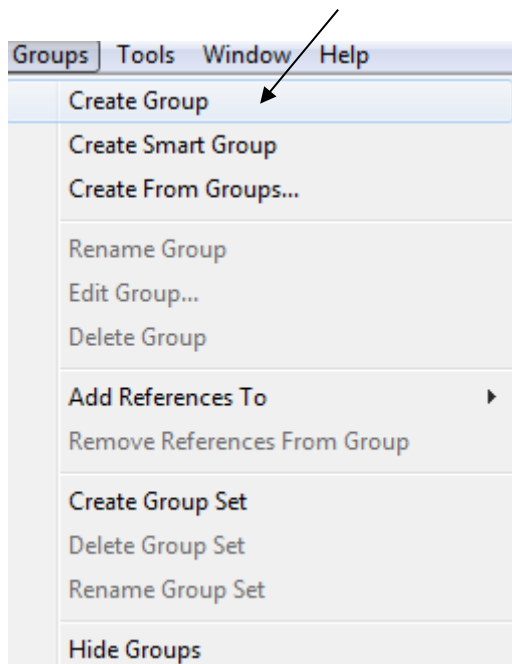 Groups Tools Window Help
Create Group
Create Smart Group
Create From Groups...
Rename Group
Edit Group...
Delete Group
Add References To
Remove References From Group
Create Group Set
Delete Group Set
Rename Group Set
Hide Groups